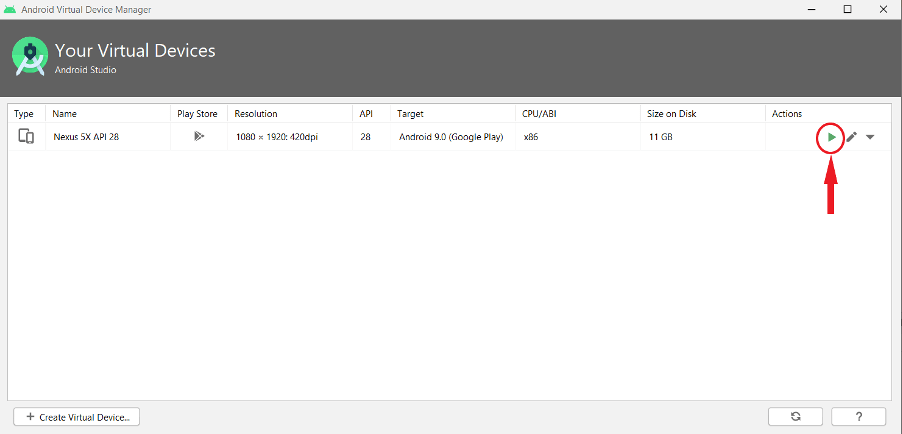 Android Virtual Device Manager
Your Virtual Devices
Android Studio
Type Name Play Store Resolution API Target CPU/ABI Size on Disk Actions
Nexus 5X API 28 1080 × 1920: 420dpi 28 Android 9.0 (Google Play) x86 11 GB
+ Create Virtual Device...
?